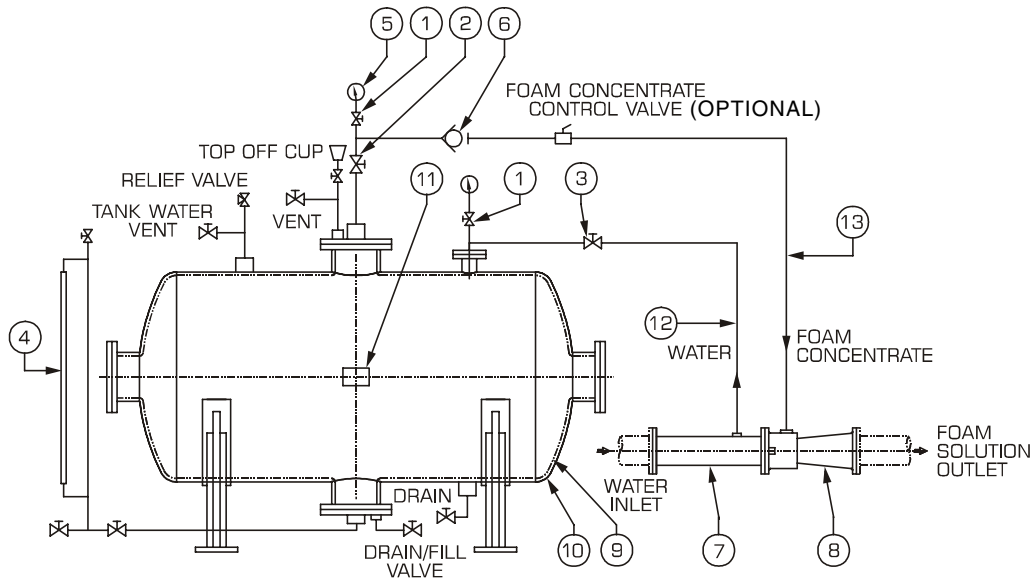 5
1
2
6
FOAM CONCENTRATE
CONTROL VALVE (OPTIONAL)
TOP OFF CUP
RELIEF VALVE
11
1
3
TANK WATER
VENT
VENT
13
4
12
WATER
FOAM
CONCENTRATE
FOAM
SOLUTION
OUTLET
WATER
INLET
DRAIN
DRAIN/FILL
VALVE
10
9
7
8